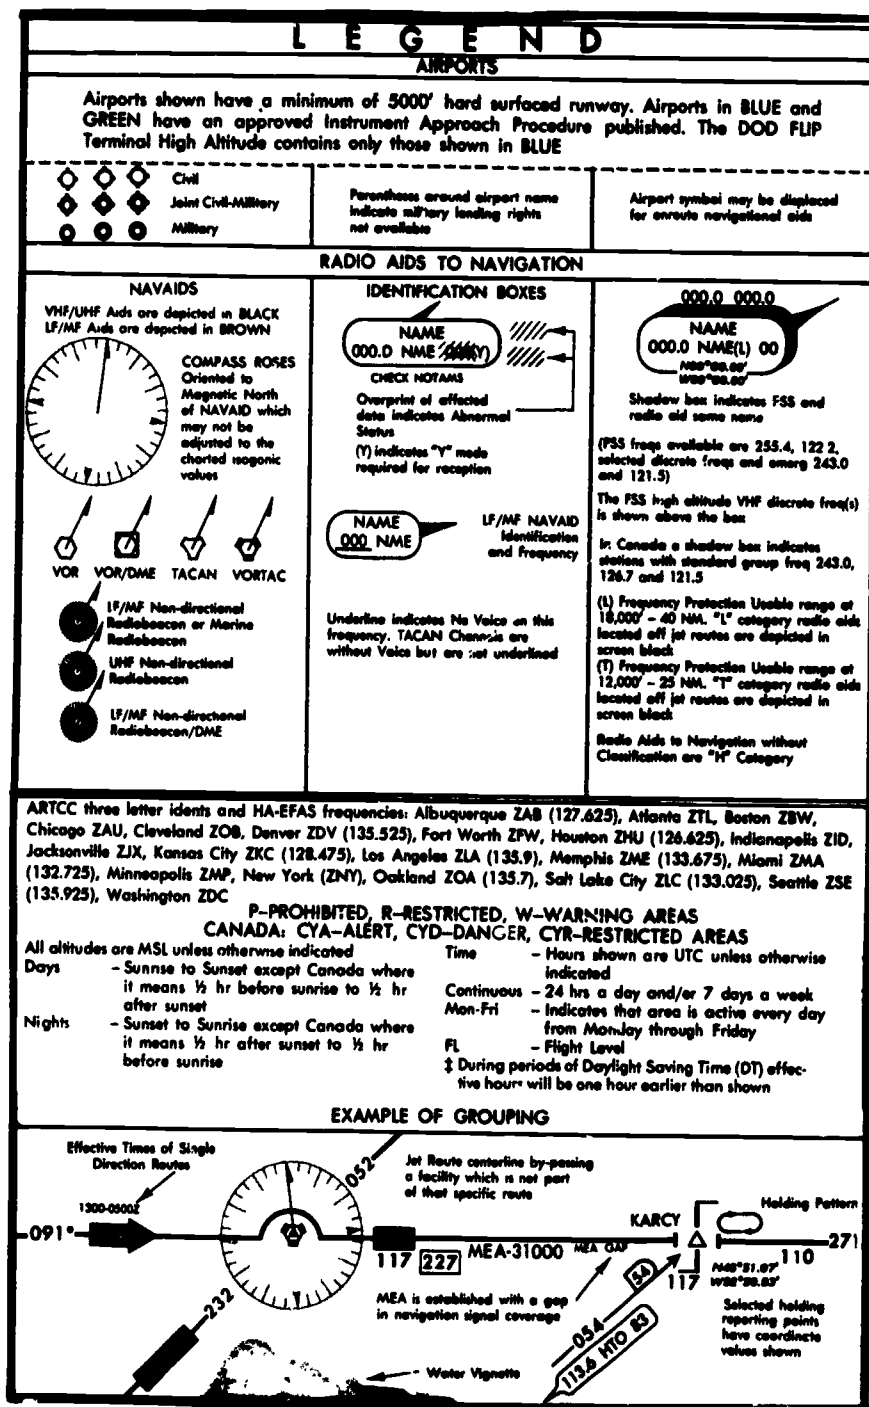 LEGEND
AIRPORTS
Airports shown have a minimum of 5000' hard surfaced runway. Airports in BLUE and
GREEN have an approved Instrument Approach Procedure published. The DOD FLIP
Terminal High Altitude contains only those shown in BLUE
Civil
Joint Civil-Military
Military
Parentheses around airport name
indicate military landing rights
not available
Airport symbol may be displaced
for enroute navigational aids
RADIO AIDS TO NAVIGATION
NAVAIDS
VHF/UHF Aids are depicted in BLACK
LF/MF Aids are depicted in BROWN
COMPASS ROSES
Oriented to
Magnetic North
of NAVAID which
may not be
adjusted to the
charted isogonic
values
VOR VOR/DME TACAN VORTAC
LF/MF Non-directional
Radiobeacon or Marine
Radiobeacon
UHF Non-directional
Radiobeacon
LF/MF Non-directional
Radiobeacon/DME
IDENTIFICATION BOXES
NAME
000.0 NME (Y)
CHECK NOTAMS
Overprint of affected
data indicates Abnormal
Status
(Y) indicates "Y" mode
required for reception
NAME
000 NME
LF/MF NAVAID
Identification
and Frequency
Underline indicates No Voice on this
frequency. TACAN Channels are
without Voice but are not underlined
000.0 000.0
NAME
000.0 NME(L) 00
N00°00.00'
W00°00.00'
Shadow box indicates FSS and
radio aid same name
(FSS freqs available are 255.4, 122 2,
selected discrete freqs and emerg 243.0
and 121.5)
The FSS high altitude VHF discrete freq(s)
is shown above the box
In Canada a shadow box indicates
stations with standard group freq 243.0,
126.7 and 121.5
(L) Frequency Protection Usable range at
18,000' – 40 NM. "L" category radio aids
located off jet routes are depicted in
screen black
(T) Frequency Protection Usable range at
12,000' – 25 NM. "T" category radio aids
located off jet routes are depicted in
screen black
Radio Aids to Navigation without
Classification are "H" Category
ARTCC three letter idents and HA-EFAS frequencies: Albuquerque ZAB (127.625), Atlanta ZTL, Boston ZBW,
Chicago ZAU, Cleveland ZOB, Denver ZDV (135.525), Fort Worth ZFW, Houston ZHU (126.625), Indianapolis ZID,
Jacksonville ZJX, Kansas City ZKC (128.475), Los Angeles ZLA (135.9), Memphis ZME (133.675), Miami ZMA
(132.725), Minneapolis ZMP, New York (ZNY), Oakland ZOA (135.7), Salt Lake City ZLC (133.025), Seattle ZSE
(135.925), Washington ZDC
P–PROHIBITED, R–RESTRICTED, W–WARNING AREAS
CANADA: CYA–ALERT, CYD–DANGER, CYR–RESTRICTED AREAS
All altitudes are MSL unless otherwise indicated
Days – Sunrise to Sunset except Canada where
it means ½ hr before sunrise to ½ hr
after sunset
Nights – Sunset to Sunrise except Canada where
it means ½ hr after sunset to ½ hr
before sunrise
Time – Hours shown are UTC unless otherwise
indicated
Continuous – 24 hrs a day and/or 7 days a week
Mon-Fri – Indicates that area is active every day
from Monday through Friday
FL – Flight Level
‡ During periods of Daylight Saving Time (DT) effec-
tive hours will be one hour earlier than shown
EXAMPLE OF GROUPING
Effective Times of Single
Direction Routes
1300-0500Z
091°
052
232
Jet Route centerline by-passing
a facility which is not part
of that specific route
117 227 MEA-31000 MEA GAP
MEA is established with a gap
in navigation signal coverage
Water Vignette
KARCY
Holding Pattern
271
110
117
54
054
113.6 HTO 83
Selected holding
reporting points
have coordinate
values shown